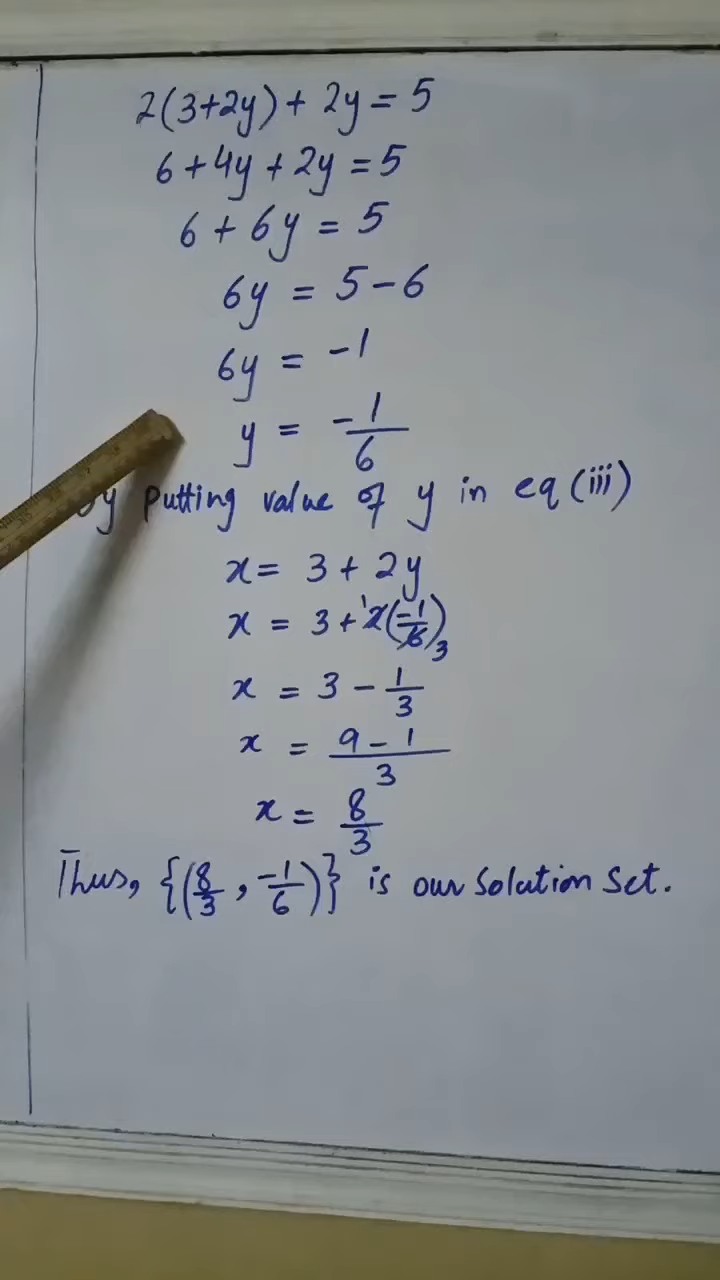 2(3+2y) + 2y = 5
6 + 4y + 2y = 5
6 + 6y = 5
6y = 5 - 6
6y = -1
y = -1/6
putting value of y in eq (iii)
x = 3 + 2y
x = 3 + 2(-1/6) 1 3
x = 3 - 1/3
x = 9 - 1/3
x = 8/3
Thus, {(8/3, -1/6)} is our Solution Set.